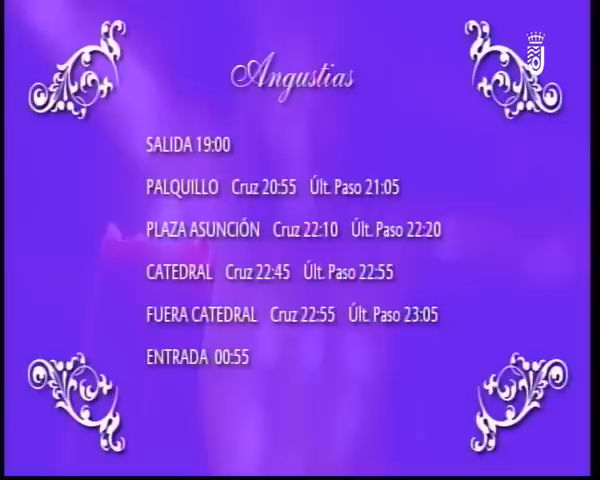 Angustias
SALIDA 19:00
PALQUILLO Cruz 20:55 Últ. Paso 21:05
PLAZA ASUNCIÓN Cruz 22:10 Últ. Paso 22:20
CATEDRAL Cruz 22:45 Últ. Paso 22:55
FUERA CATEDRAL Cruz 22:55 Últ. Paso 23:05
ENTRADA 00:55